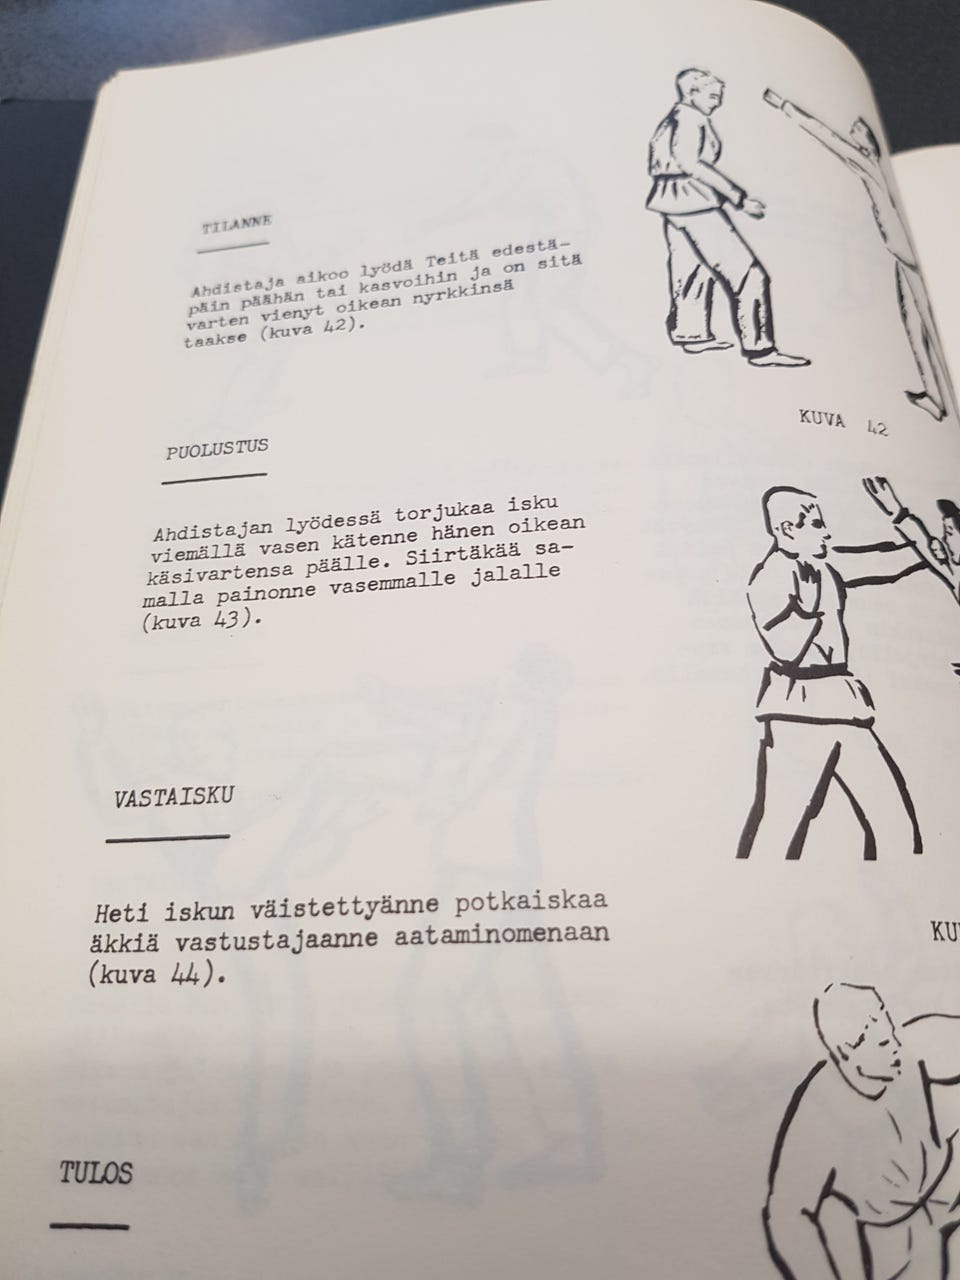 TILANNE
Ahdistaja aikoo lyödä Teitä edestä-
päin päähän tai kasvoihin ja on sitä
varten vienyt oikean nyrkkinsä
taakse (kuva 42).
KUVA 42
PUOLUSTUS
Ahdistajan lyödessä torjukaa isku
viemällä vasen kätenne hänen oikean
käsivartensa päälle. Siirtäkää sa-
malla painonne vasemmalle jalalle
(kuva 43).
VASTAISKU
Heti iskun väistettyänne potkaiskaa
äkkiä vastustajaanne aataminomenaan
(kuva 44).
TULOS